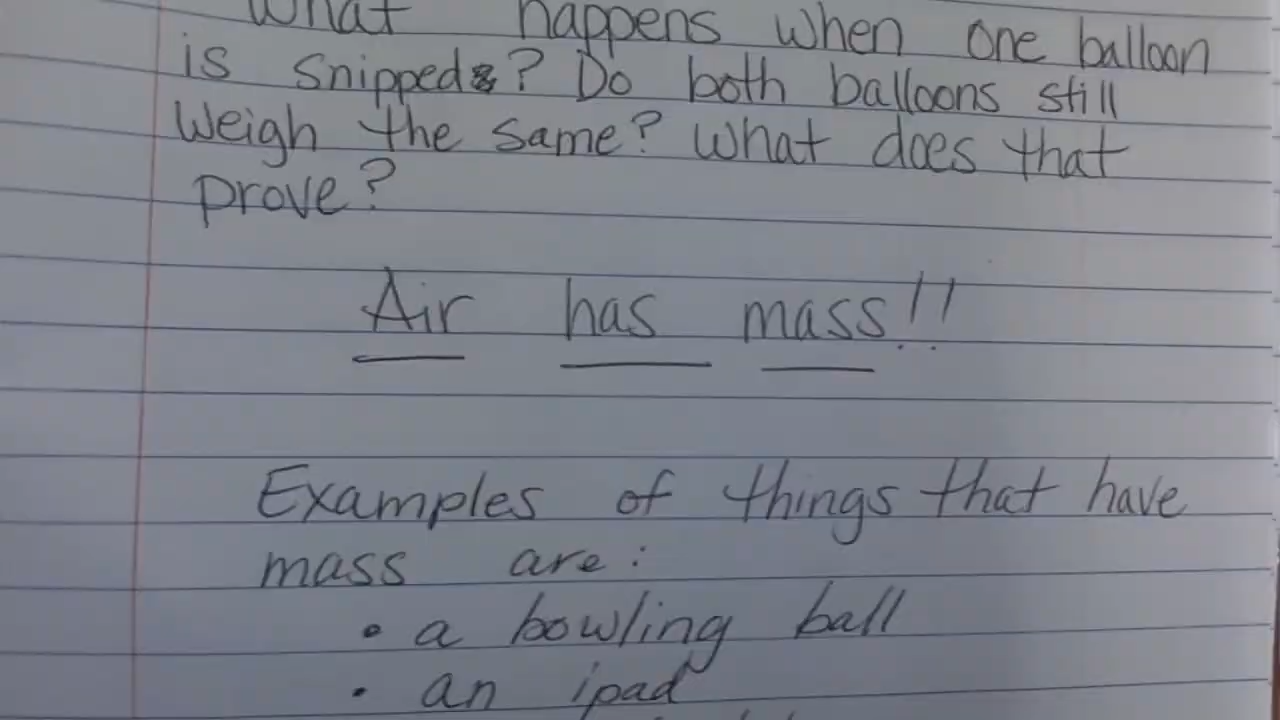 What happens when one balloon
is snipped? Do both balloons still
weigh the same? What does that
prove?
Air has mass!!
Examples of things that have
mass are:
• a bowling ball
• an ipad